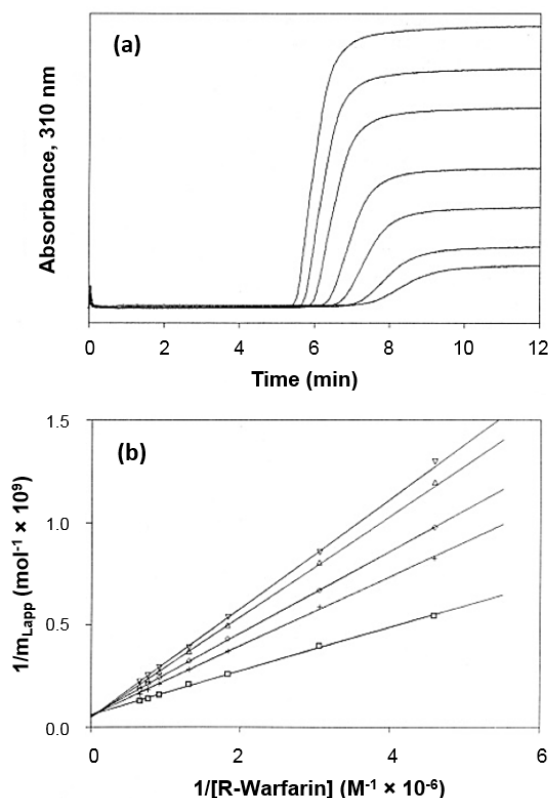 (a)
Absorbance, 310 nm
0 2 4 6 8 10 12
Time (min)
(b)
1.5
1.0
0.5
0.0
1/m_Lapp (mol⁻¹ × 10⁹)
0 2 4 6
1/[R-Warfarin] (M⁻¹ × 10⁻⁶)